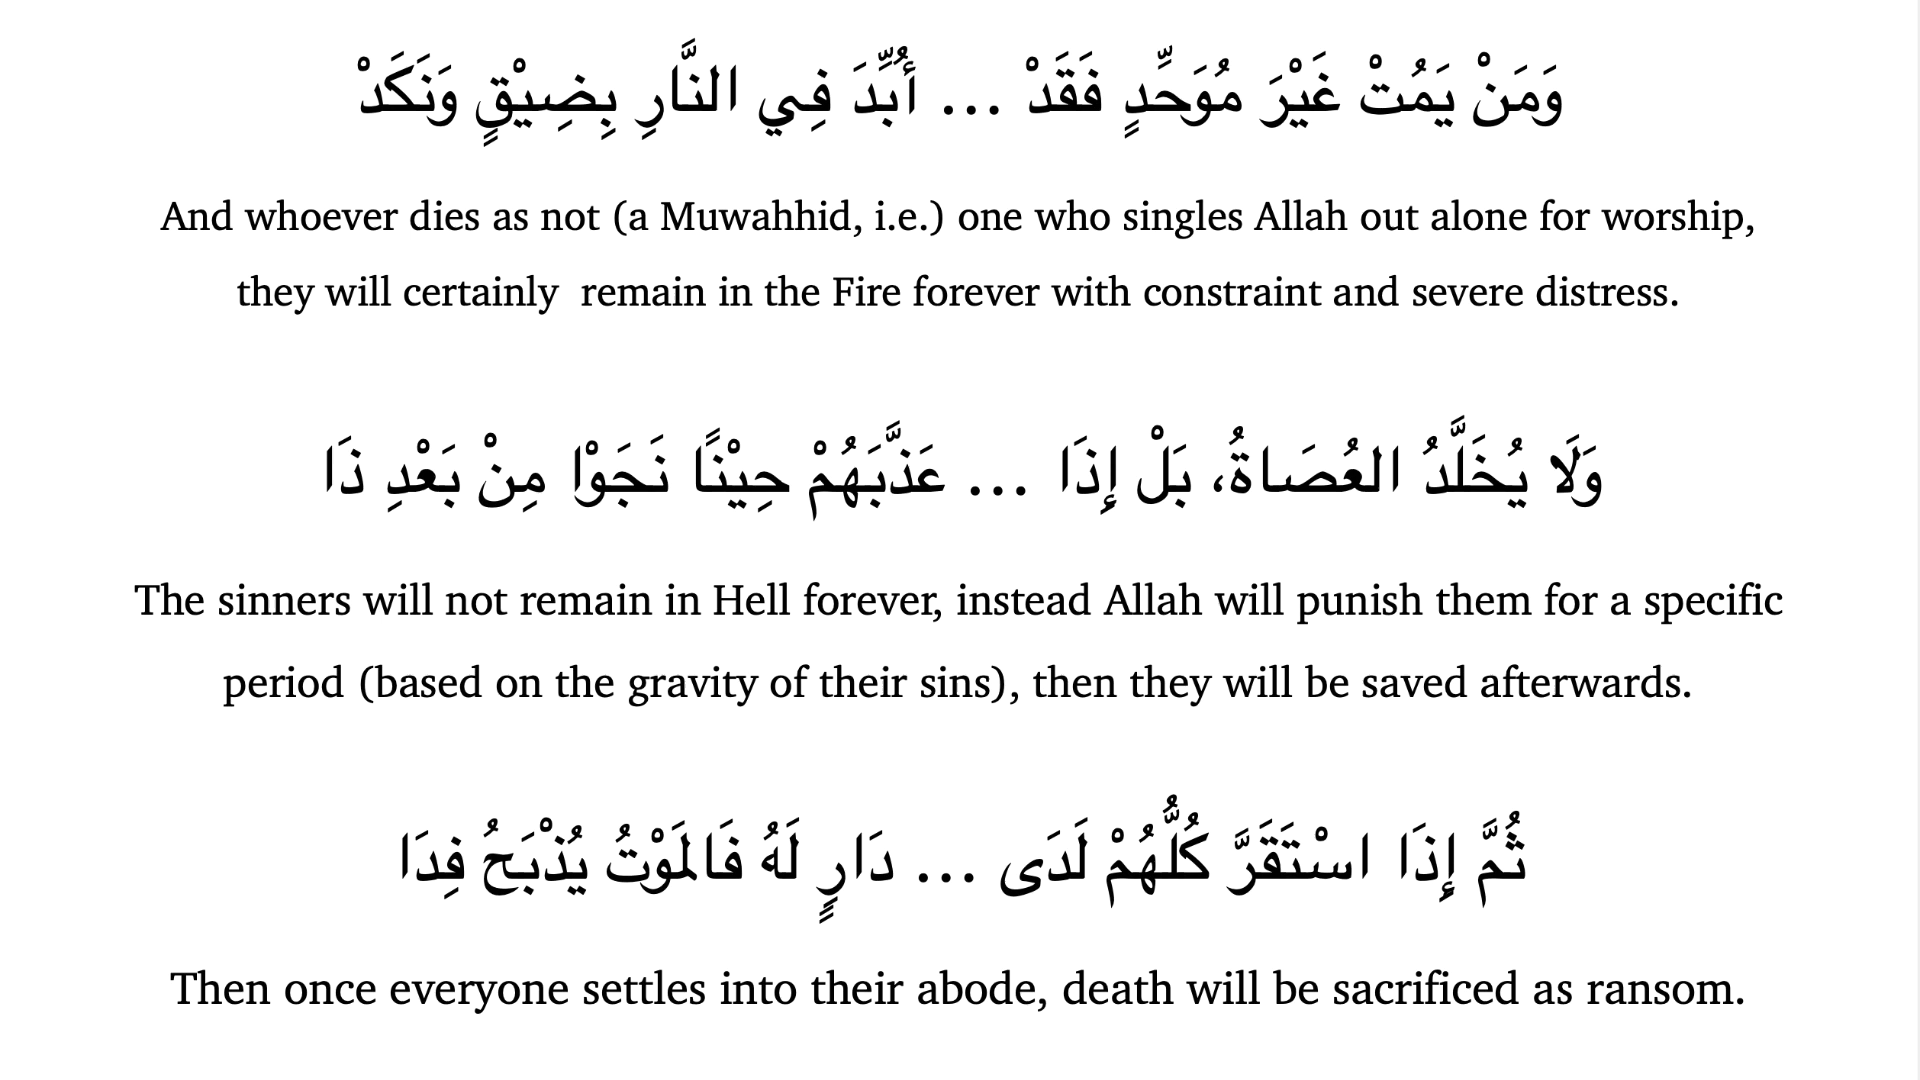 وَمَنْ يَمُتْ غَيْرَ مُوَحِّدٍ فَقَدْ ... أُبِّدَ فِي النَّارِ بِضِيْقٍ وَنَكَدْ
And whoever dies as not (a Muwahhid, i.e.) one who singles Allah out alone for worship,
they will certainly  remain in the Fire forever with constraint and severe distress.
وَلَا يُخَلَّدُ العُصَاةُ، بَلْ إِذَا ... عَذَّبَهُمْ حِيْنًا نَجَوْا مِنْ بَعْدِ ذَا
The sinners will not remain in Hell forever, instead Allah will punish them for a specific
period (based on the gravity of their sins), then they will be saved afterwards.
ثُمَّ إِذَا اسْتَقَرَّ كُلُّهُمْ لَدَى ... دَارٍ لَهُ فَالمَوْتُ يُذْبَحُ فِدَا
Then once everyone settles into their abode, death will be sacrificed as ransom.